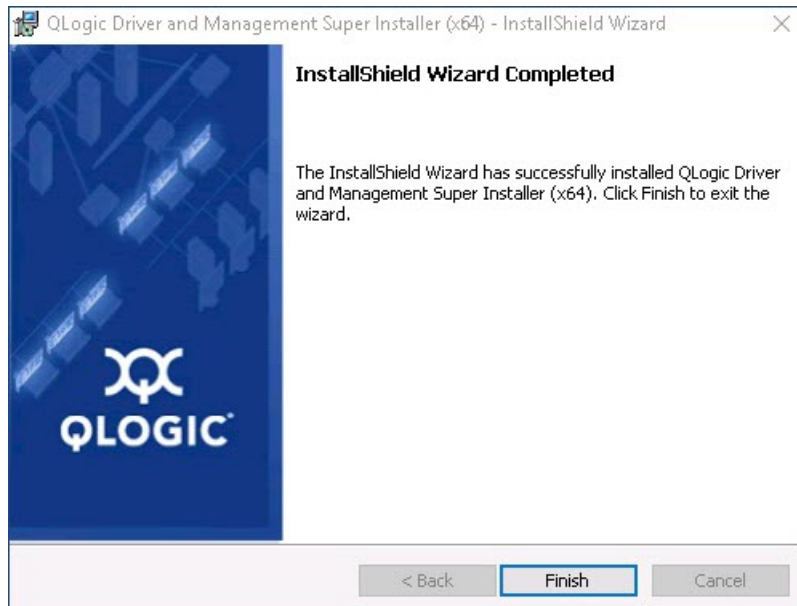 QLogic Driver and Management Super Installer (x64) - InstallShield Wizard
InstallShield Wizard Completed
The InstallShield Wizard has successfully installed QLogic Driver
and Management Super Installer (x64). Click Finish to exit the
wizard.
QLOGIC
< Back
Finish
Cancel